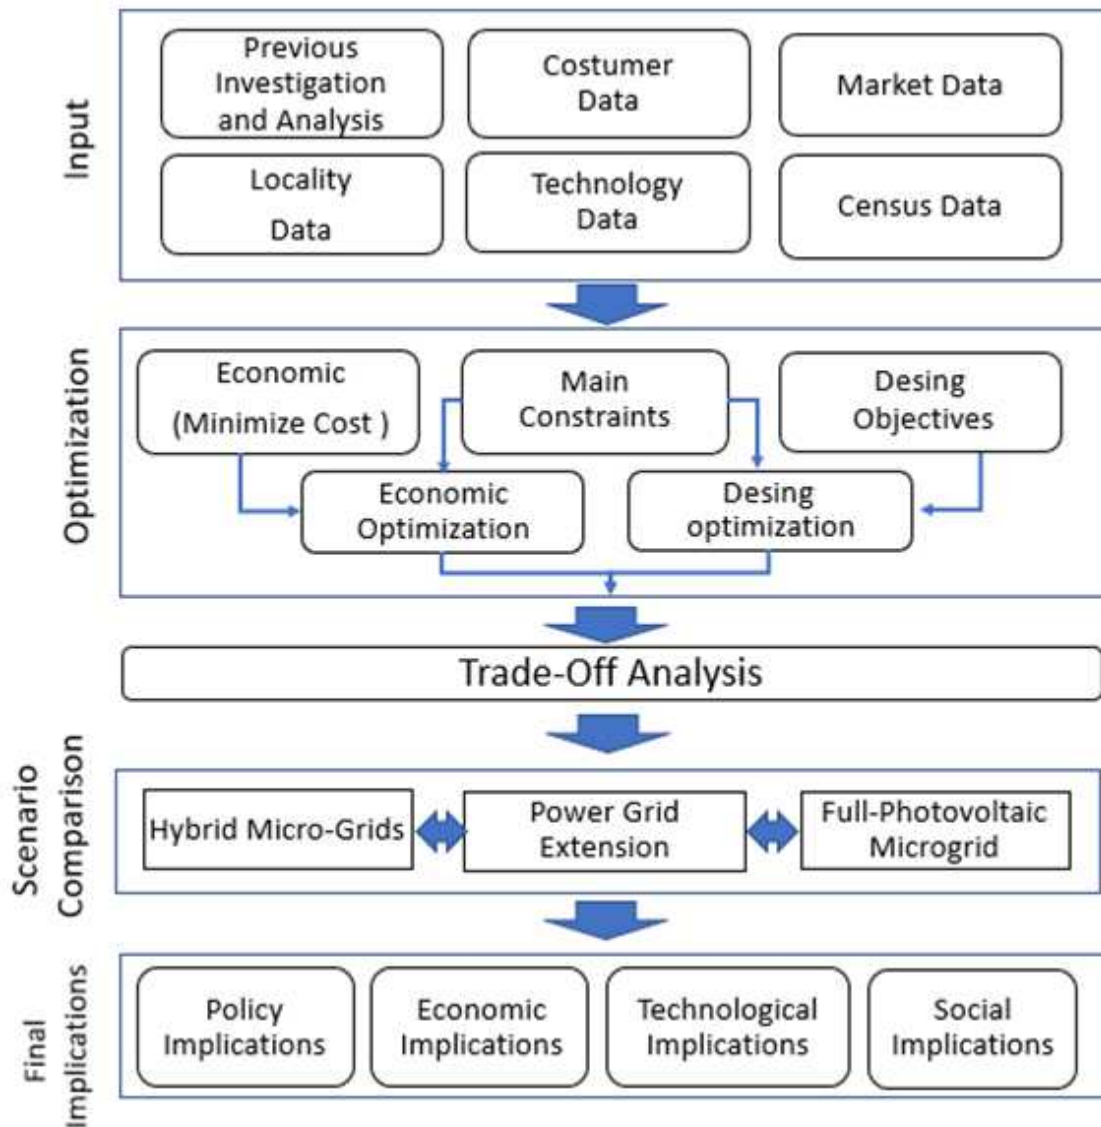 Input
Previous
Investigation
and Analysis
Costumer
Data
Market Data
Locality
Data
Technology
Data
Census Data
Optimization
Economic
(Minimize Cost )
Main
Constraints
Desing
Objectives
Economic
Optimization
Desing
optimization
Trade-Off Analysis
Scenario
Comparison
Hybrid Micro-Grids
Power Grid
Extension
Full-Photovoltaic
Microgrid
Final
Implications
Policy
Implications
Economic
Implications
Technological
Implications
Social
Implications